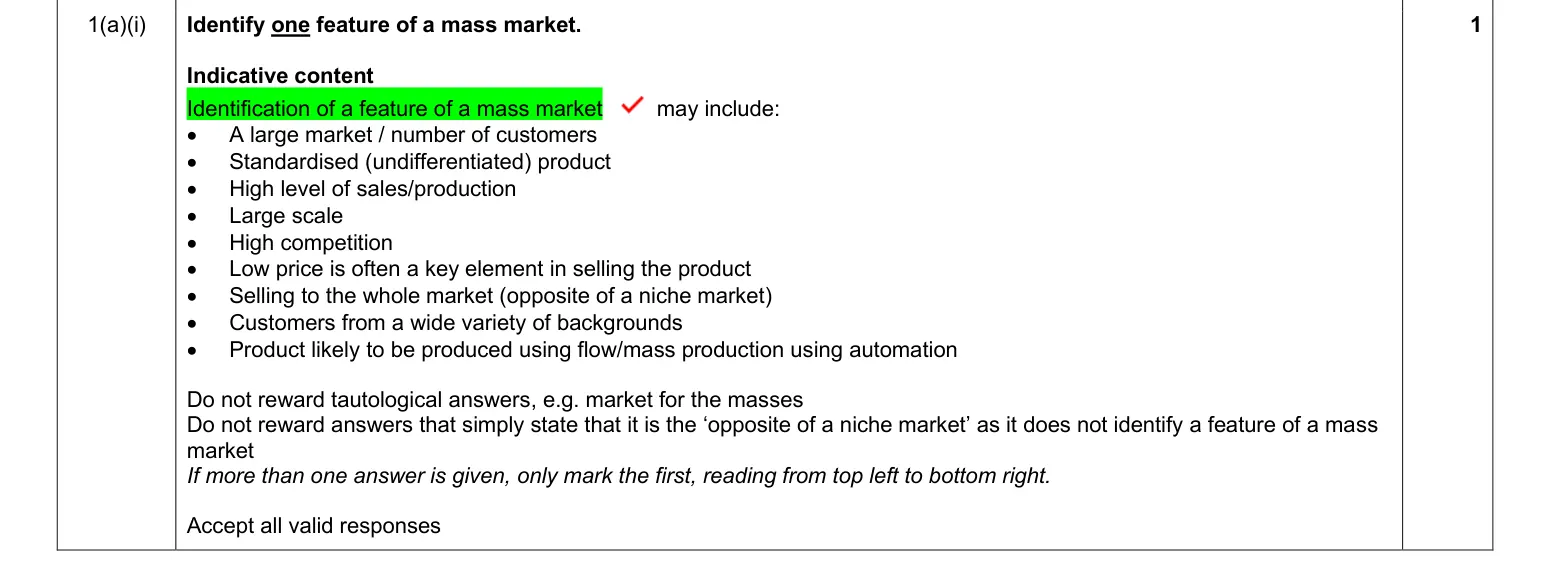 1(a)(i) Identify one feature of a mass market. 1
Indicative content
Identification of a feature of a mass market ✓ may include:
• A large market / number of customers
• Standardised (undifferentiated) product
• High level of sales/production
• Large scale
• High competition
• Low price is often a key element in selling the product
• Selling to the whole market (opposite of a niche market)
• Customers from a wide variety of backgrounds
• Product likely to be produced using flow/mass production using automation
Do not reward tautological answers, e.g. market for the masses
Do not reward answers that simply state that it is the ‘opposite of a niche market’ as it does not identify a feature of a mass
market
If more than one answer is given, only mark the first, reading from top left to bottom right.
Accept all valid responses